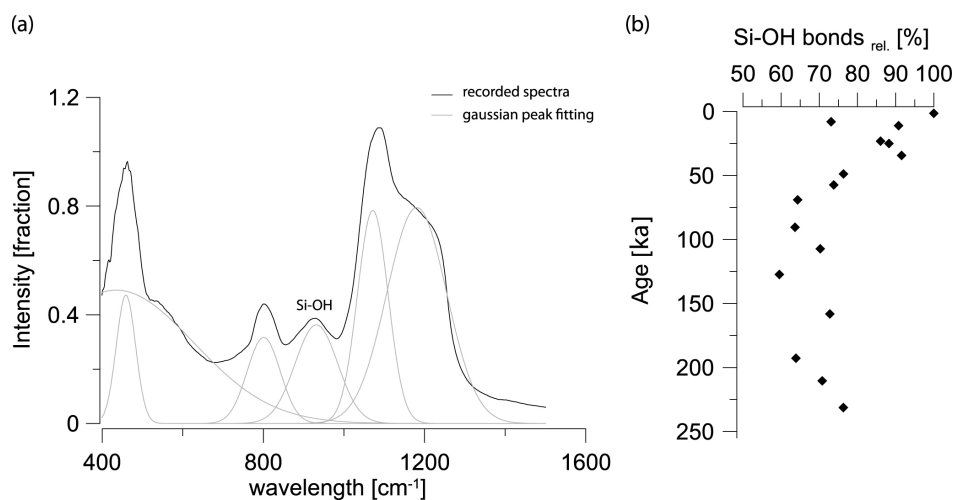 (a)
1.2
0.8
0.4
0
Intensity [fraction]
400
800
1200
1600
wavelength [cm-1]
recorded spectra
gaussian peak fitting
Si-OH
(b)
Si-OH bonds rel. [%]
50 60 70 80 90 100
0
50
100
150
200
250
Age [ka]